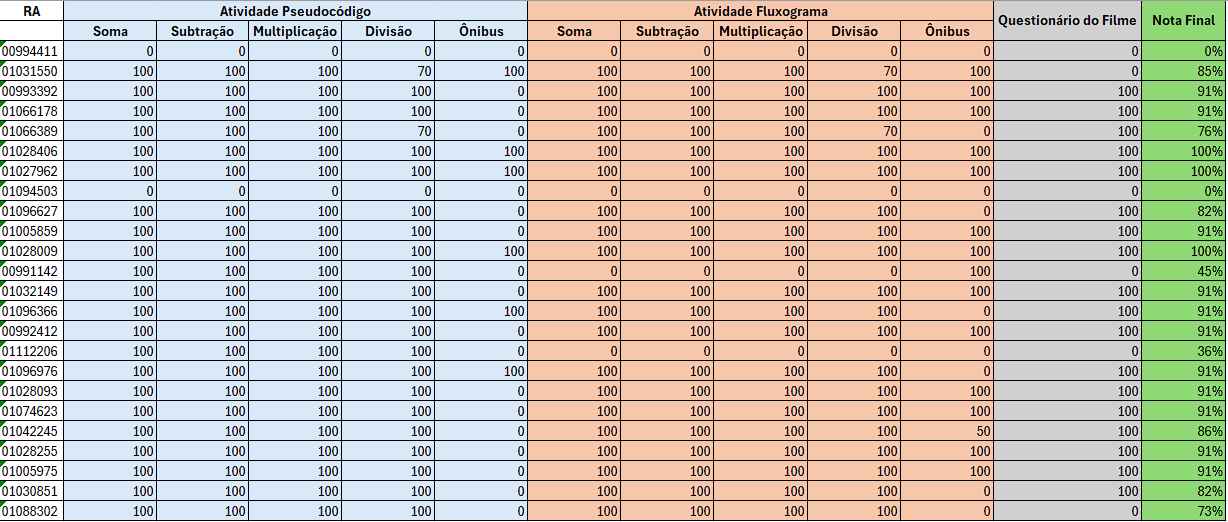 RA Atividade Pseudocódigo Atividade Fluxograma Questionário do Filme Nota Final
Soma Subtração Multiplicação Divisão Ônibus Soma Subtração Multiplicação Divisão Ônibus
00994411 0 0 0 0 0 0 0 0 0 0 0 0%
01031550 100 100 100 70 100 100 100 100 70 100 0 85%
00993392 100 100 100 100 0 100 100 100 100 100 100 91%
01066178 100 100 100 100 0 100 100 100 100 100 100 91%
01066389 100 100 100 70 0 100 100 100 70 0 100 76%
01028406 100 100 100 100 100 100 100 100 100 100 100 100%
01027962 100 100 100 100 100 100 100 100 100 100 100 100%
01094503 0 0 0 0 0 0 0 0 0 0 0 0%
01096627 100 100 100 100 0 100 100 100 100 0 100 82%
01005859 100 100 100 100 0 100 100 100 100 100 100 91%
01028009 100 100 100 100 100 100 100 100 100 100 100 100%
00991142 100 100 100 100 0 0 0 0 0 100 0 45%
01032149 100 100 100 100 0 100 100 100 100 100 100 91%
01096366 100 100 100 100 100 100 100 100 100 0 100 91%
00992412 100 100 100 100 0 100 100 100 100 100 100 91%
01112206 100 100 100 100 0 0 0 0 0 0 0 36%
01096976 100 100 100 100 100 100 100 100 100 0 100 91%
01028093 100 100 100 100 0 100 100 100 100 100 100 91%
01074623 100 100 100 100 0 100 100 100 100 100 100 91%
01042245 100 100 100 100 0 100 100 100 100 50 100 86%
01028255 100 100 100 100 0 100 100 100 100 100 100 91%
01005975 100 100 100 100 0 100 100 100 100 100 100 91%
01030851 100 100 100 100 0 100 100 100 100 0 100 82%
01088302 100 100 100 100 0 100 100 100 100 0 0 73%